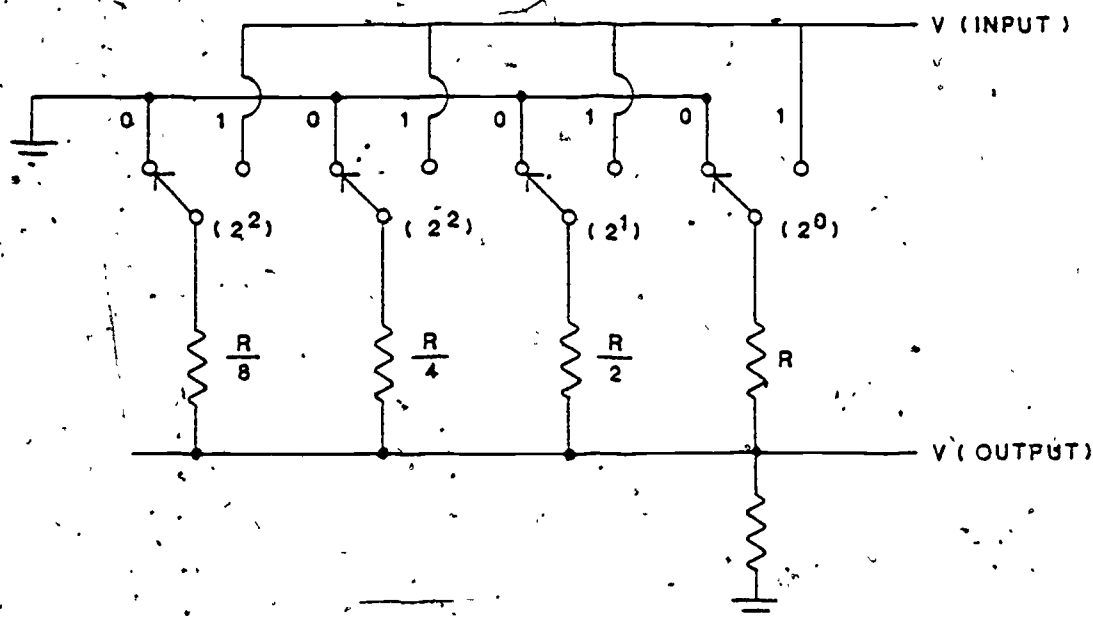 V (INPUT)
0 1 0 1 0 1 0 1
(2²) (2²) (2¹) (2⁰)
R/8 R/4 R/2 R
V (OUTPUT)